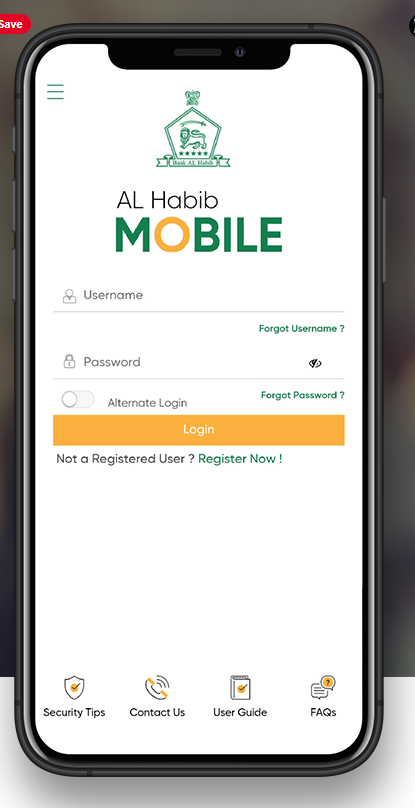 Save
Bank AL Habib
AL Habib
MOBILE
Username
Forgot Username ?
Password
Forgot Password ?
Alternate Login
Login
Not a Registered User ? Register Now !
Security Tips
Contact Us
User Guide
FAQs